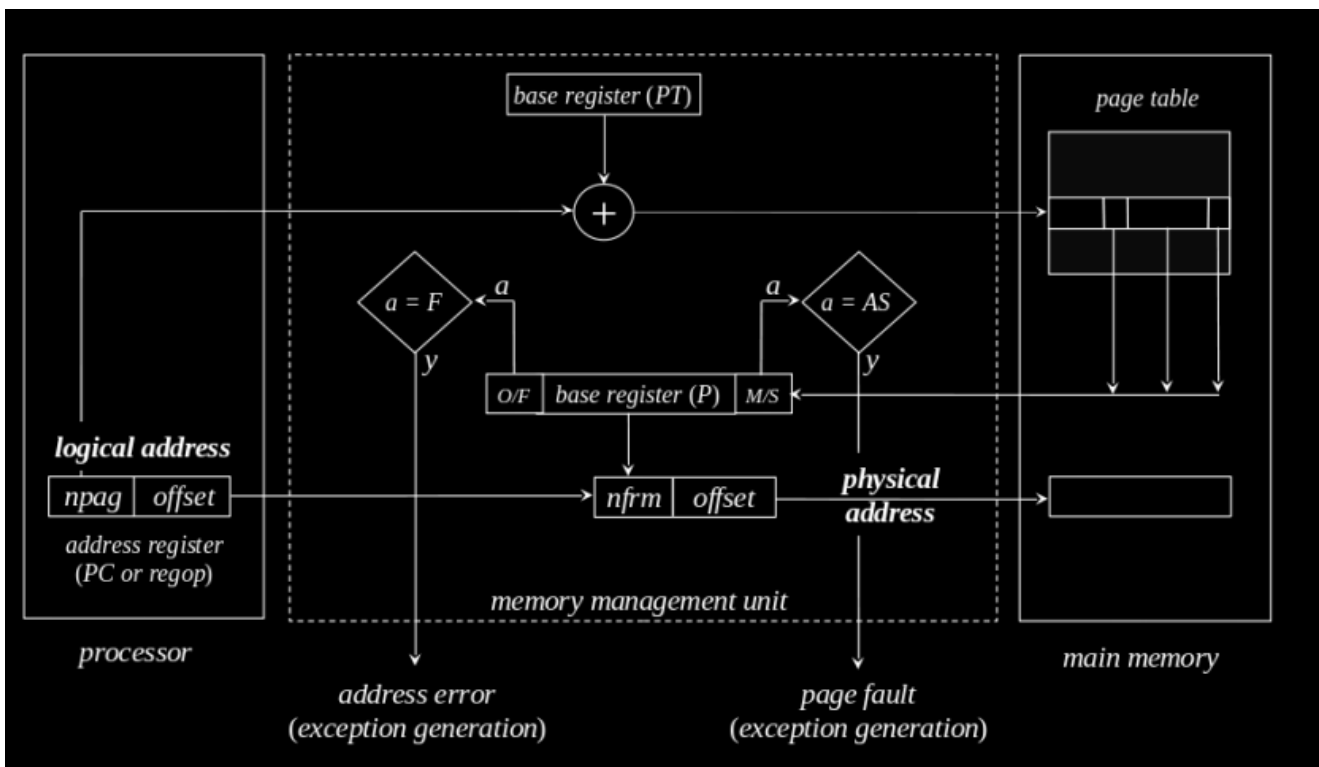 base register (PT)
page table
+
a = F
a
a
a = AS
y
y
O/F
base register (P)
M/S
logical address
npag
offset
nfrm
offset
physical
address
address register
(PC or regop)
memory management unit
processor
main memory
address error
(exception generation)
page fault
(exception generation)